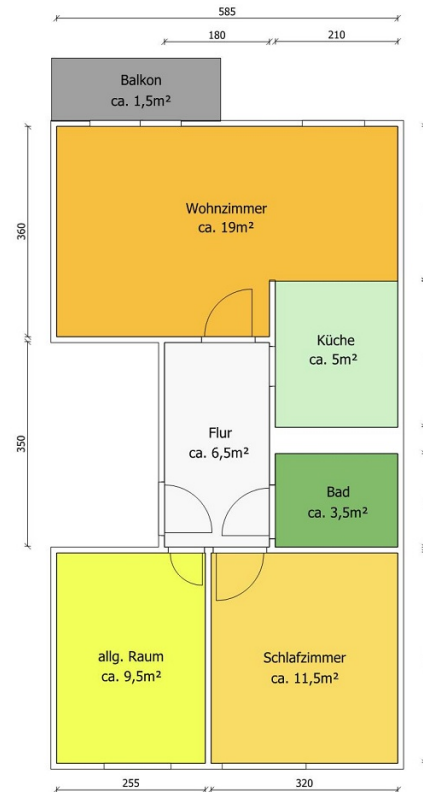 585
180
210
Balkon
ca. 1,5m²
Wohnzimmer
ca. 19m²
360
Küche
ca. 5m²
350
Flur
ca. 6,5m²
Bad
ca. 3,5m²
allg. Raum
ca. 9,5m²
Schlafzimmer
ca. 11,5m²
255
320